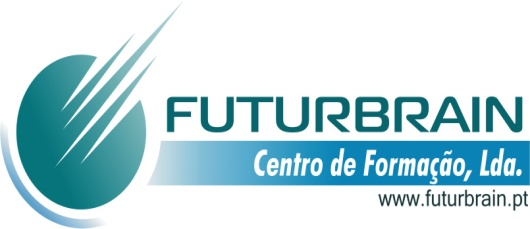 FUTURBRAIN
Centro de Formação, Lda.
www.futurbrain.pt